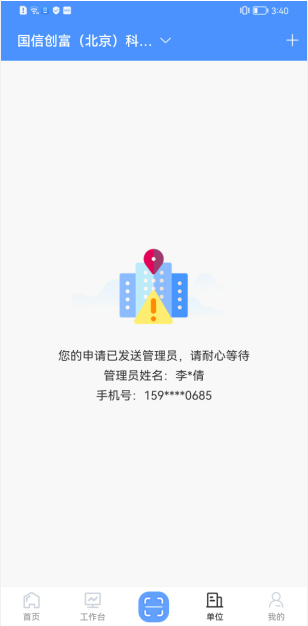 3:40
国信创富（北京）科...
您的申请已发送管理员，请耐心等待
管理员姓名：李*倩
手机号：159****0685
首页
工作台
单位
我的